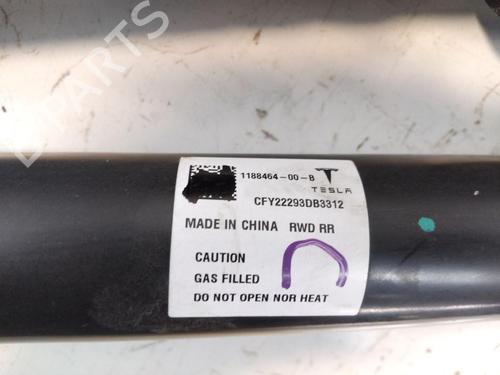 1188464-00-B
TESLA
CFY22293DB3312
MADE IN CHINA RWD RR
CAUTION
GAS FILLED
DO NOT OPEN NOR HEAT